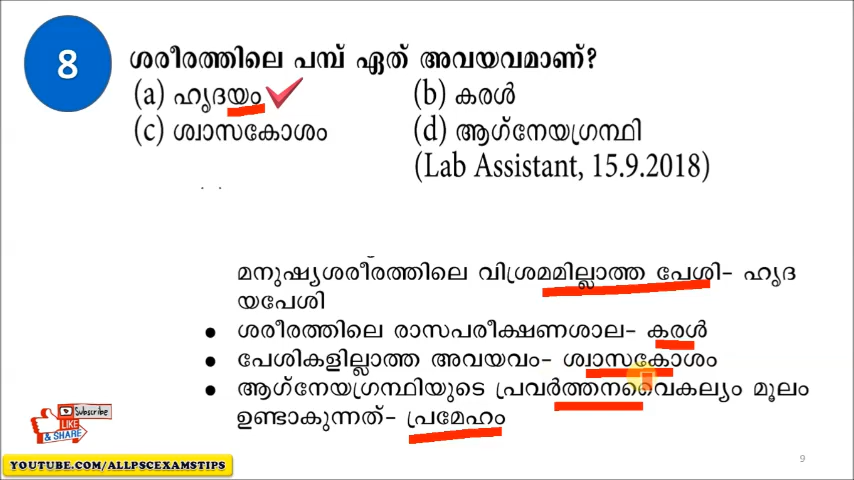 8
ശരീരത്തിലെ പമ്പ് ഏത് അവയവമാണ്?
(a) ഹൃദയം (b) കരൾ
(c) ശ്വാസകോശം (d) ആഗ്നേയഗ്രന്ഥി
(Lab Assistant, 15.9.2018)
മനുഷ്യശരീരത്തിലെ വിശ്രമമില്ലാത്ത പേശി- ഹൃദ
യപേശി
• ശരീരത്തിലെ രാസപരീക്ഷണശാല- കരൾ
• പേശികളില്ലാത്ത അവയവം- ശ്വാസകോശം
• ആഗ്നേയഗ്രന്ഥിയുടെ പ്രവർത്തനവൈകല്യം മൂലം
ഉണ്ടാകുന്നത്- പ്രമേഹം
Subscribe
LIKE
& SHARE
YOUTUBE.COM/ALLPSCEXAMSTIPS
9